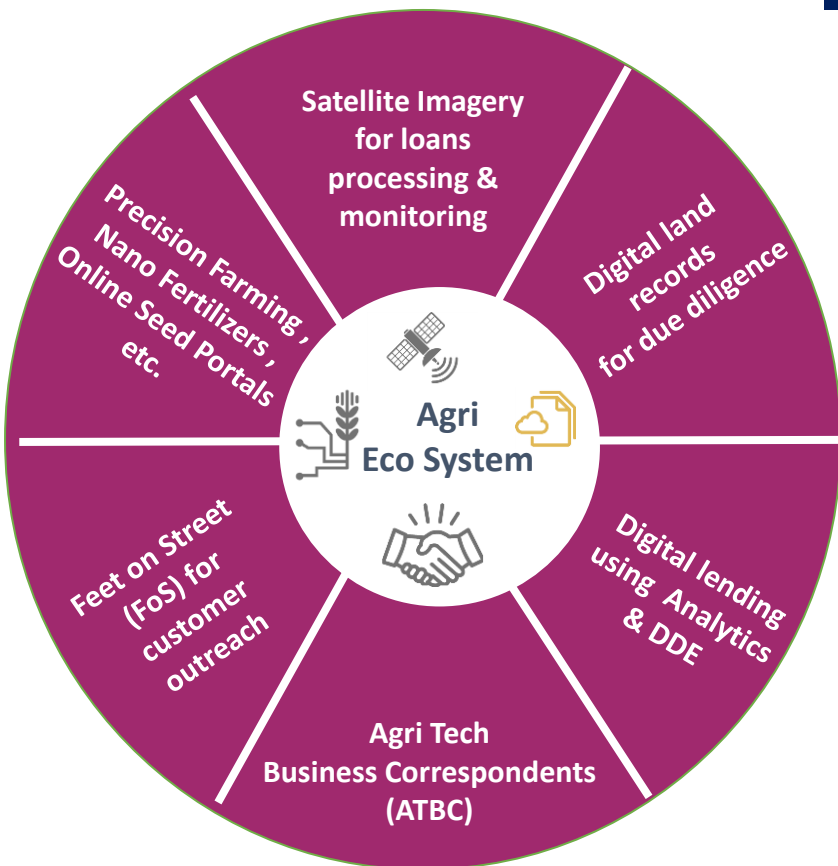 Satellite Imagery
for loans
processing &
monitoring
Digital land
records
for due diligence
Digital lending
using Analytics
& DDE
Agri Tech
Business Correspondents
(ATBC)
Feet on Street
(FoS) for
customer
outreach
Precision Farming ,
Nano Fertilizers ,
Online Seed Portals
etc.
Agri
Eco System